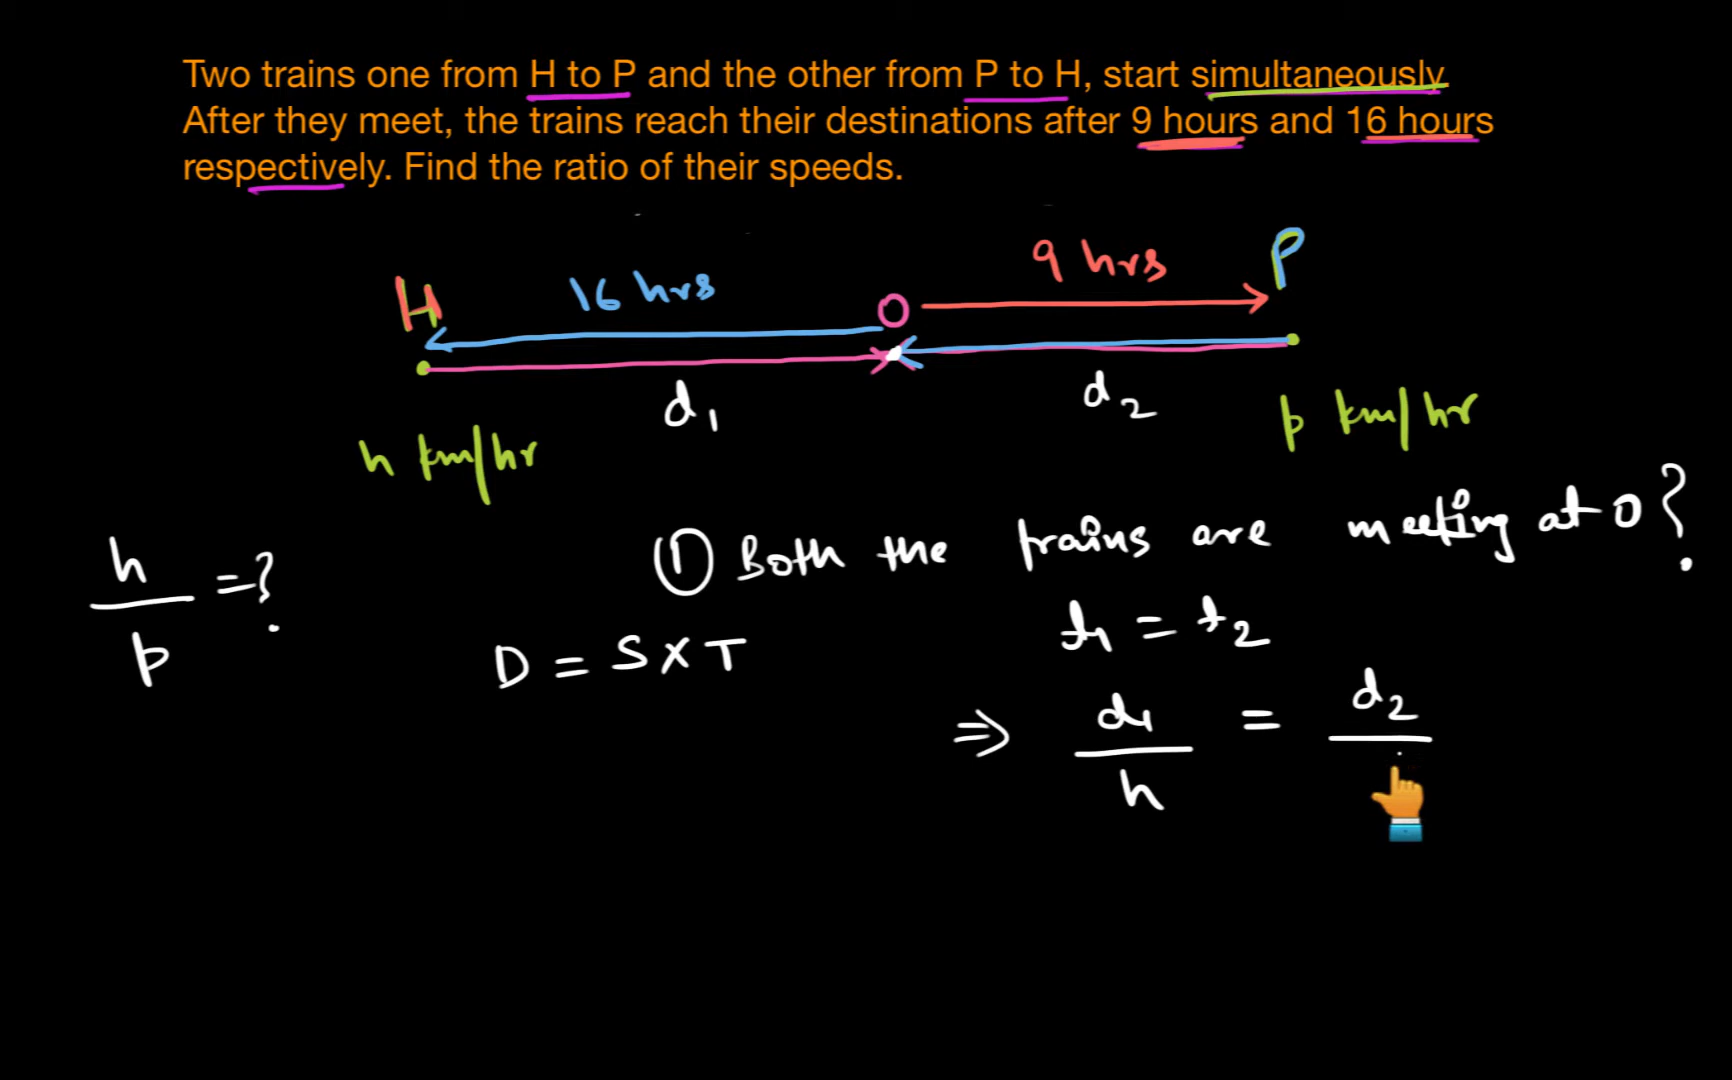 Two trains one from H to P and the other from P to H, start simultaneously
After they meet, the trains reach their destinations after 9 hours and 16 hours
respectively. Find the ratio of their speeds.
H 16 hrs O 9 hrs P
d1 d2
h km/hr p km/hr
① Both the trains are meeting at O?
h/p = ?
t1 = t2
D = S X T
⇒ d1/h = d2